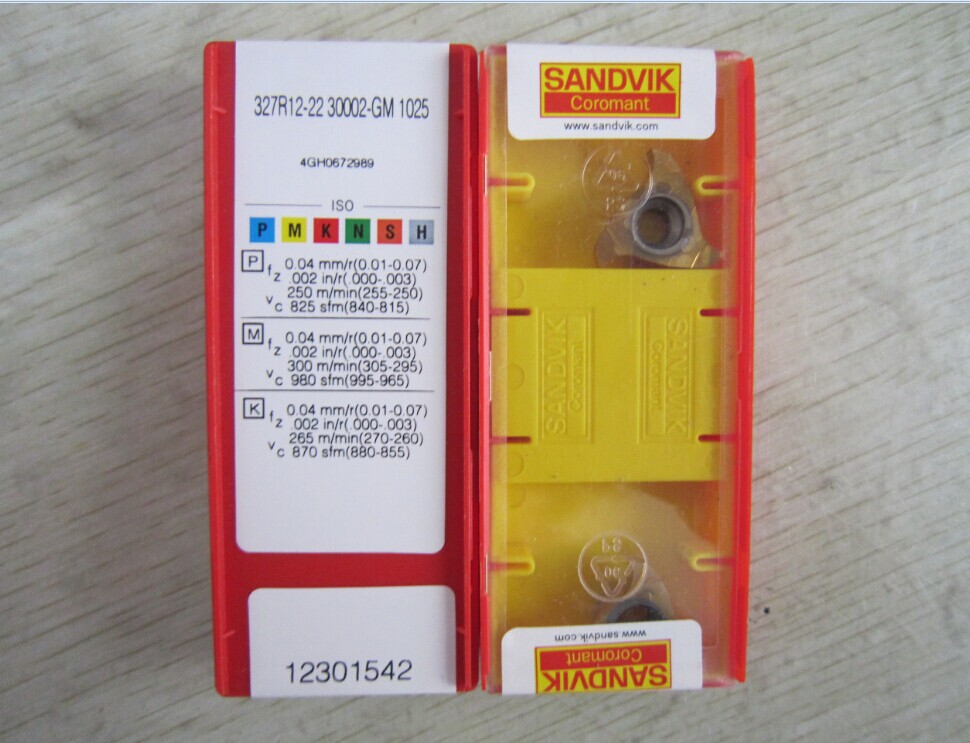 327R12-22 30002-GM 1025
4GH0672989
ISO
P M K N S H
P fz 0.04 mm/r(0.01-0.07)
.002 in/r(.000-.003)
vc 250 m/min(255-250)
825 sfm(840-815)
M fz 0.04 mm/r(0.01-0.07)
.002 in/r(.000-.003)
vc 300 m/min(305-295)
980 sfm(995-965)
K fz 0.04 mm/r(0.01-0.07)
.002 in/r(.000-.003)
vc 265 m/min(270-260)
870 sfm(880-855)
12301542
SANDVIK
Coromant
www.sandvik.com
SANDVIK
Coromant
SANDVIK
Coromant
www.sandvik.com
Coromant
SANDVIK